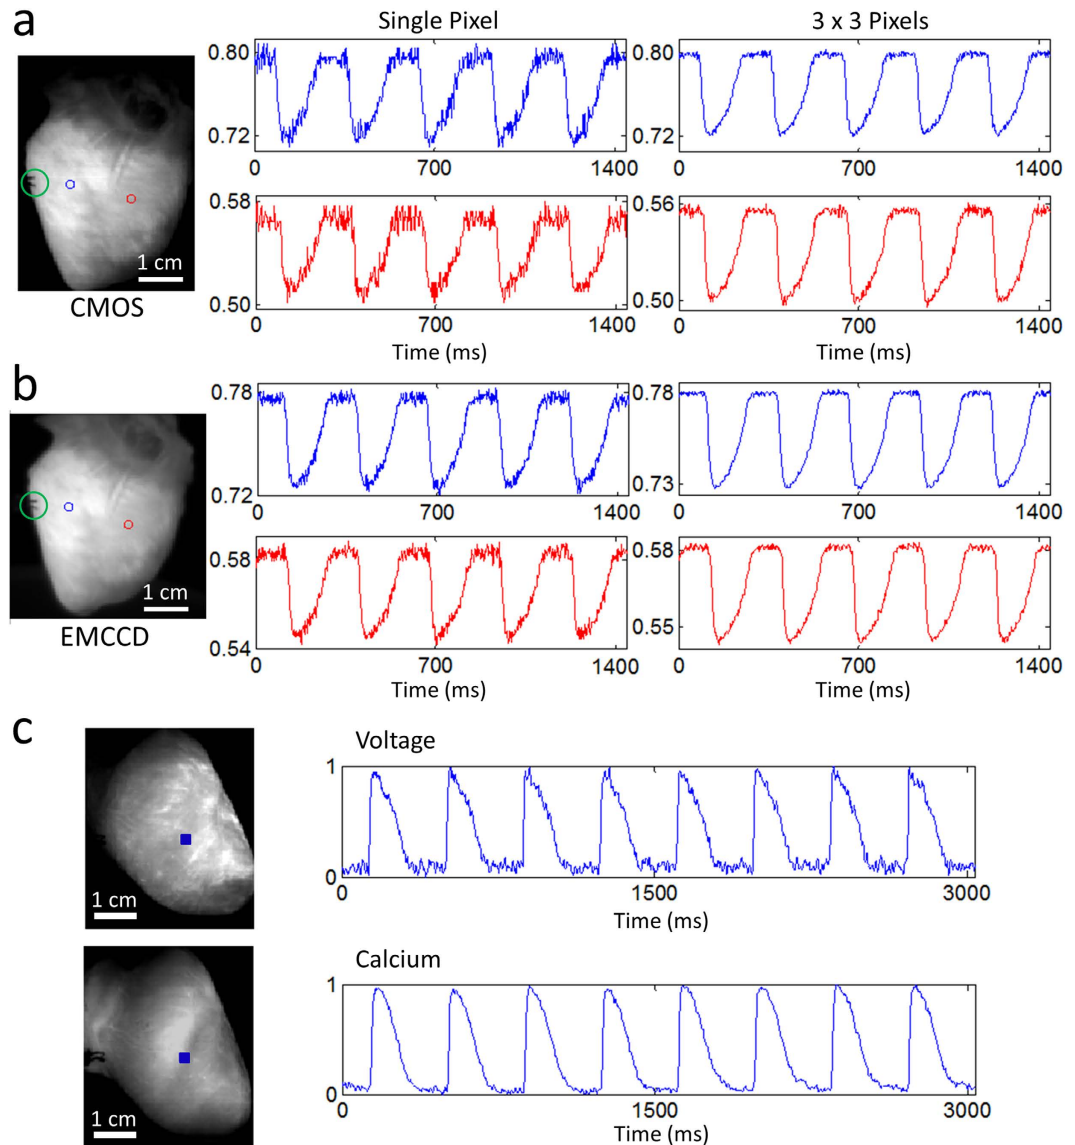 a
Single Pixel
3 x 3 Pixels
0.80
0.72
0 700 1400
0.80
0.72
0 700 1400
0.58
0.50
0 700 1400
Time (ms)
0.56
0.50
0 700 1400
Time (ms)
1 cm
CMOS
b
0.78
0.72
0 700 1400
0.78
0.73
0 700 1400
0.58
0.54
0 700 1400
Time (ms)
0.58
0.55
0 700 1400
Time (ms)
1 cm
EMCCD
c
1 cm
Voltage
1
0
0 1500 3000
Time (ms)
1 cm
Calcium
1
0
0 1500 3000
Time (ms)